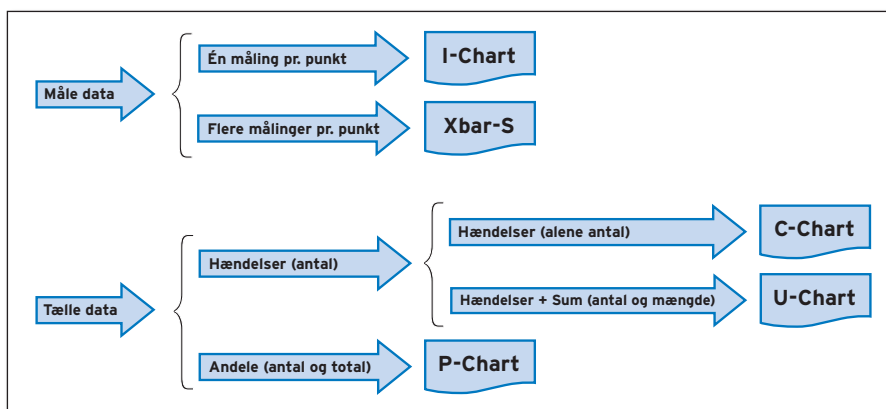 Måle data
Én måling pr. punkt
I-Chart
Flere målinger pr. punkt
Xbar-S
Tælle data
Hændelser (antal)
Hændelser (alene antal)
C-Chart
Hændelser + Sum (antal og mængde)
U-Chart
Andele (antal og total)
P-Chart